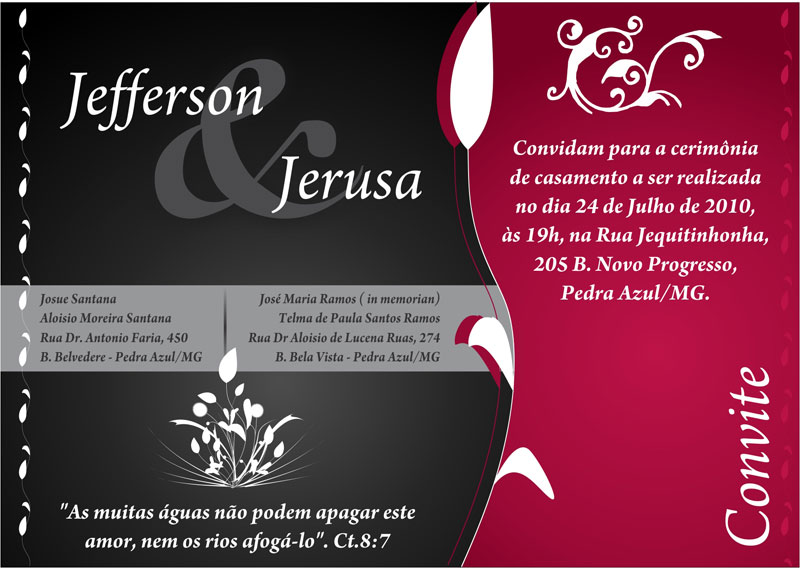 Jefferson
&
Jerusa
Josue Santana
Aloisio Moreira Santana
Rua Dr. Antonio Faria, 450
B. Belvedere - Pedra Azul/MG
José Maria Ramos ( in memorian)
Telma de Paula Santos Ramos
Rua Dr Aloisio de Lucena Ruas, 274
B. Bela Vista - Pedra Azul/MG
"As muitas águas não podem apagar este
amor, nem os rios afogá-lo". Ct.8:7
Convidam para a cerimônia
de casamento a ser realizada
no dia 24 de Julho de 2010,
às 19h, na Rua Jequitinhonha,
205 B. Novo Progresso,
Pedra Azul/MG.
Convite